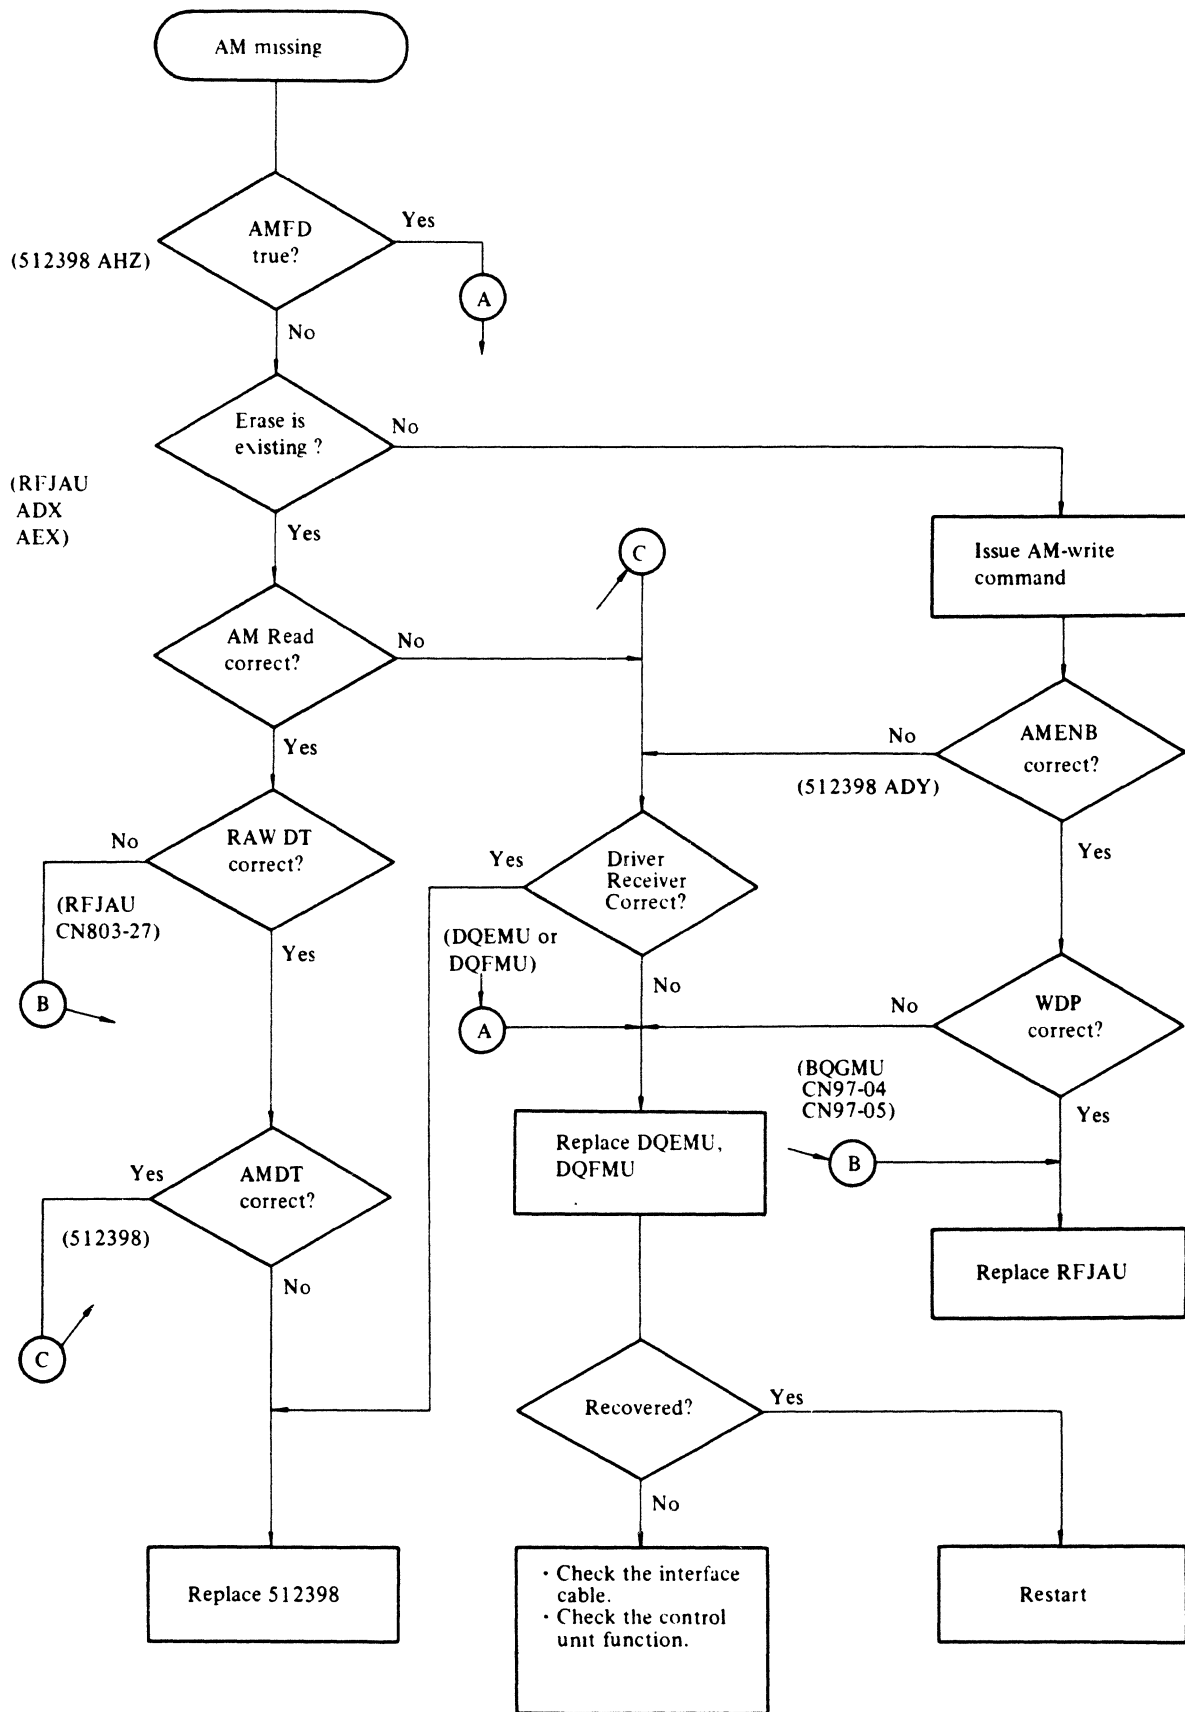 AM missing
AMFD
true?
Yes
(512398 AHZ)
A
No
Erase is
existing ?
No
(RFJAU
ADX
AEX)
Yes
C
Issue AM-write
command
AM Read
correct?
No
Yes
AMENB
correct?
No
(512398 ADY)
Yes
RAW DT
correct?
No
(RFJAU
CN803-27)
Yes
B
Driver
Receiver
Correct?
Yes
(DQEMU or
DQFMU)
No
A
WDP
correct?
No
(BQGMU
CN97-04
CN97-05)
Yes
B
Replace DQEMU,
DQFMU
AMDT
correct?
Yes
(512398)
No
C
Replace RFJAU
Recovered?
Yes
No
Replace 512398
· Check the interface
cable.
· Check the control
unit function.
Restart